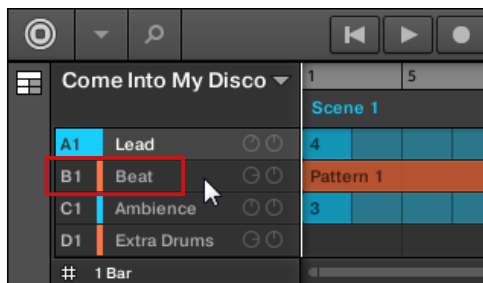 Come Into My Disco
1 5
Scene 1
A1 Lead 4
B1 Beat Pattern 1
C1 Ambience 3
D1 Extra Drums
# 1 Bar